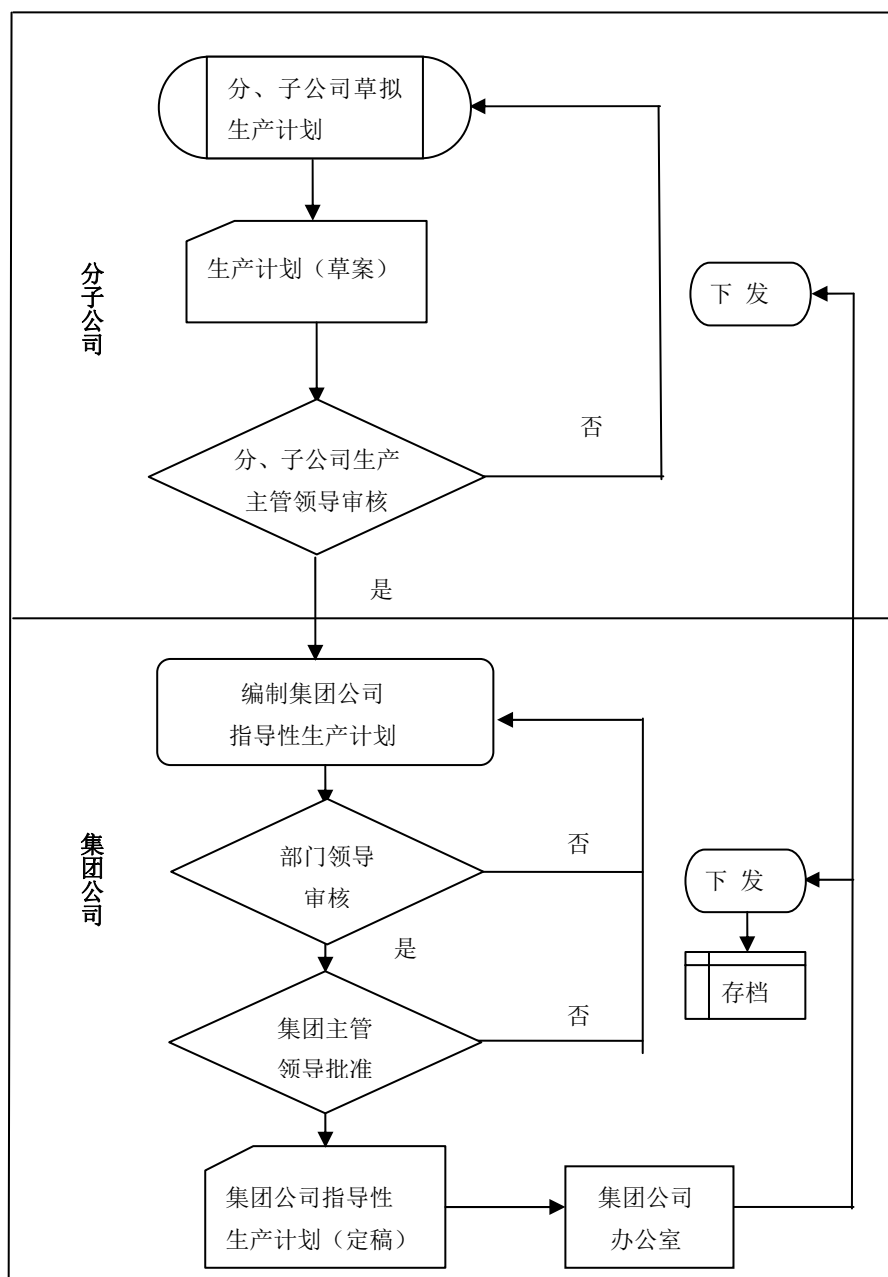 分、子公司草拟
生产计划
生产计划（草案）
分子公司
下 发
否
分、子公司生产
主管领导审核
是
编制集团公司
指导性生产计划
集团公司
部门领导
审核
否
下 发
是
存档
集团主管
领导批准
否
集团公司指导性
生产计划（定稿）
集团公司
办公室